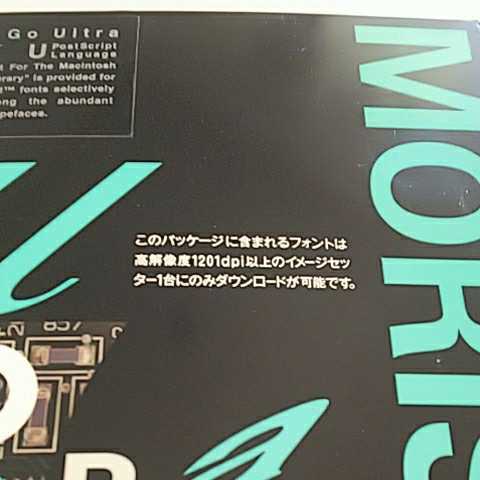 Go Ultra
U PostScript
Language
For The Macintosh
is provided for
fonts selectively
the abundant
MORIS
このパッケージに含まれるフォントは
高解像度1201dpi以上のイメージセッ
ター1台にのみダウンロードが可能です。
857